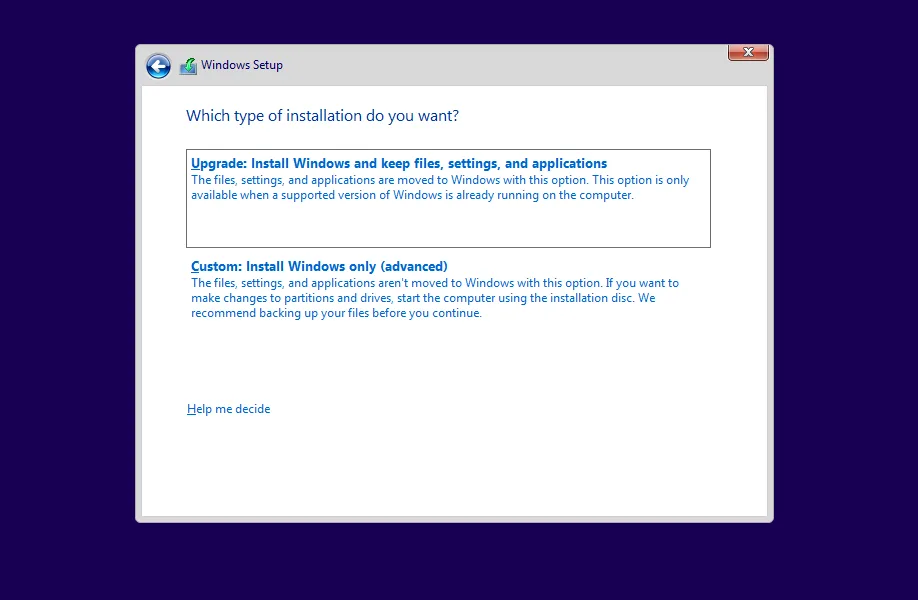 Windows Setup
Which type of installation do you want?
Upgrade: Install Windows and keep files, settings, and applications
The files, settings, and applications are moved to Windows with this option. This option is only
available when a supported version of Windows is already running on the computer.
Custom: Install Windows only (advanced)
The files, settings, and applications aren't moved to Windows with this option. If you want to
make changes to partitions and drives, start the computer using the installation disc. We
recommend backing up your files before you continue.
Help me decide